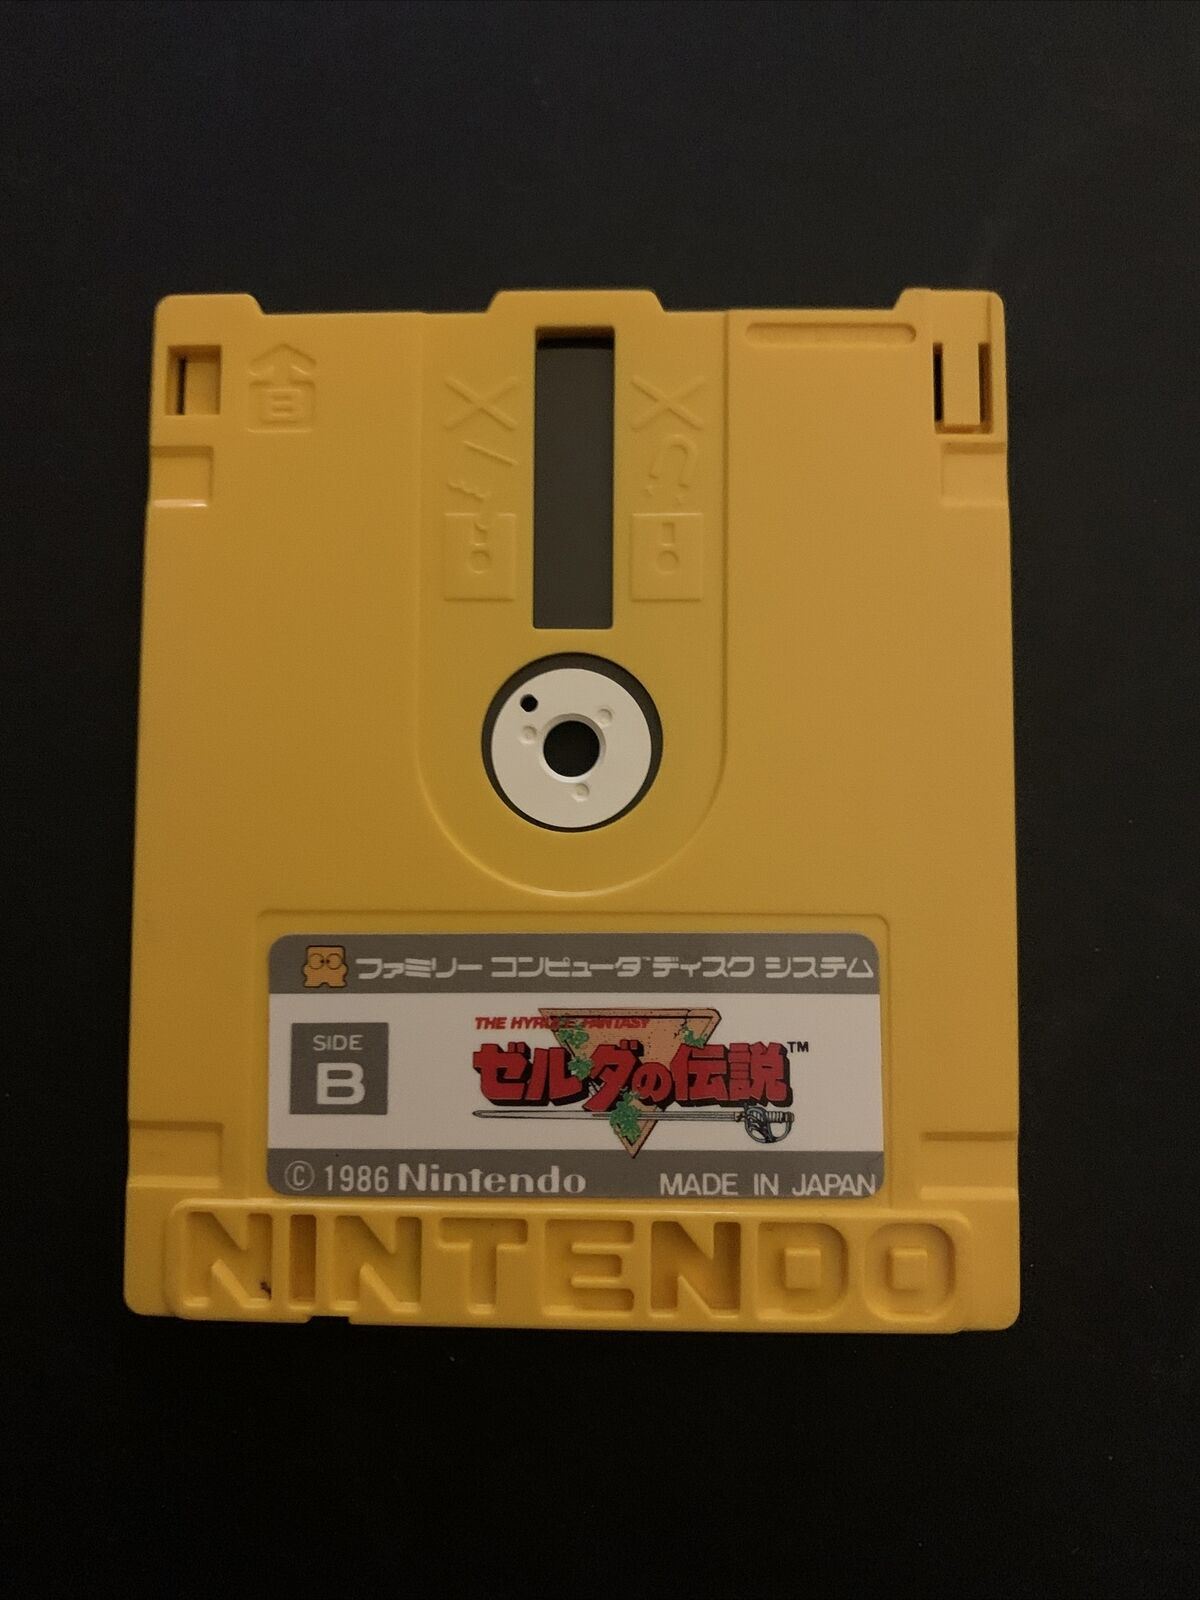 B
ファミリー コンピュータ ディスク システム
SIDE
B
THE HYRULE FANTASY
ゼルダの伝説™
© 1986 Nintendo MADE IN JAPAN
NINTENDO